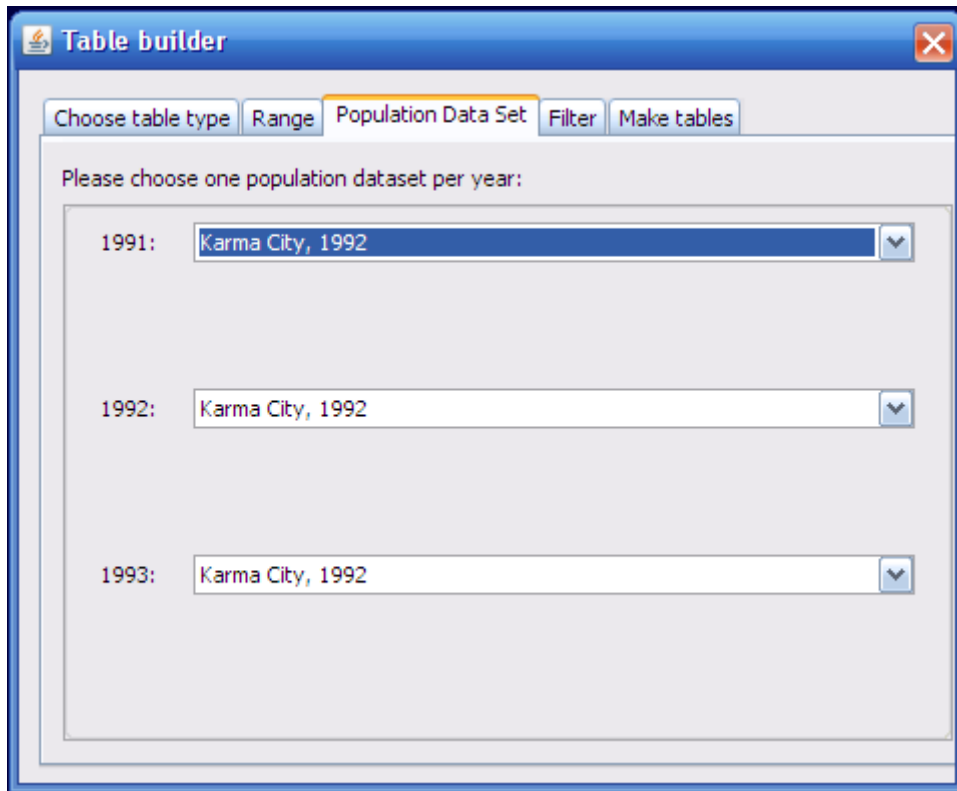 Table builder
Choose table type Range Population Data Set Filter Make tables
Please choose one population dataset per year:
1991: Karma City, 1992
1992: Karma City, 1992
1993: Karma City, 1992